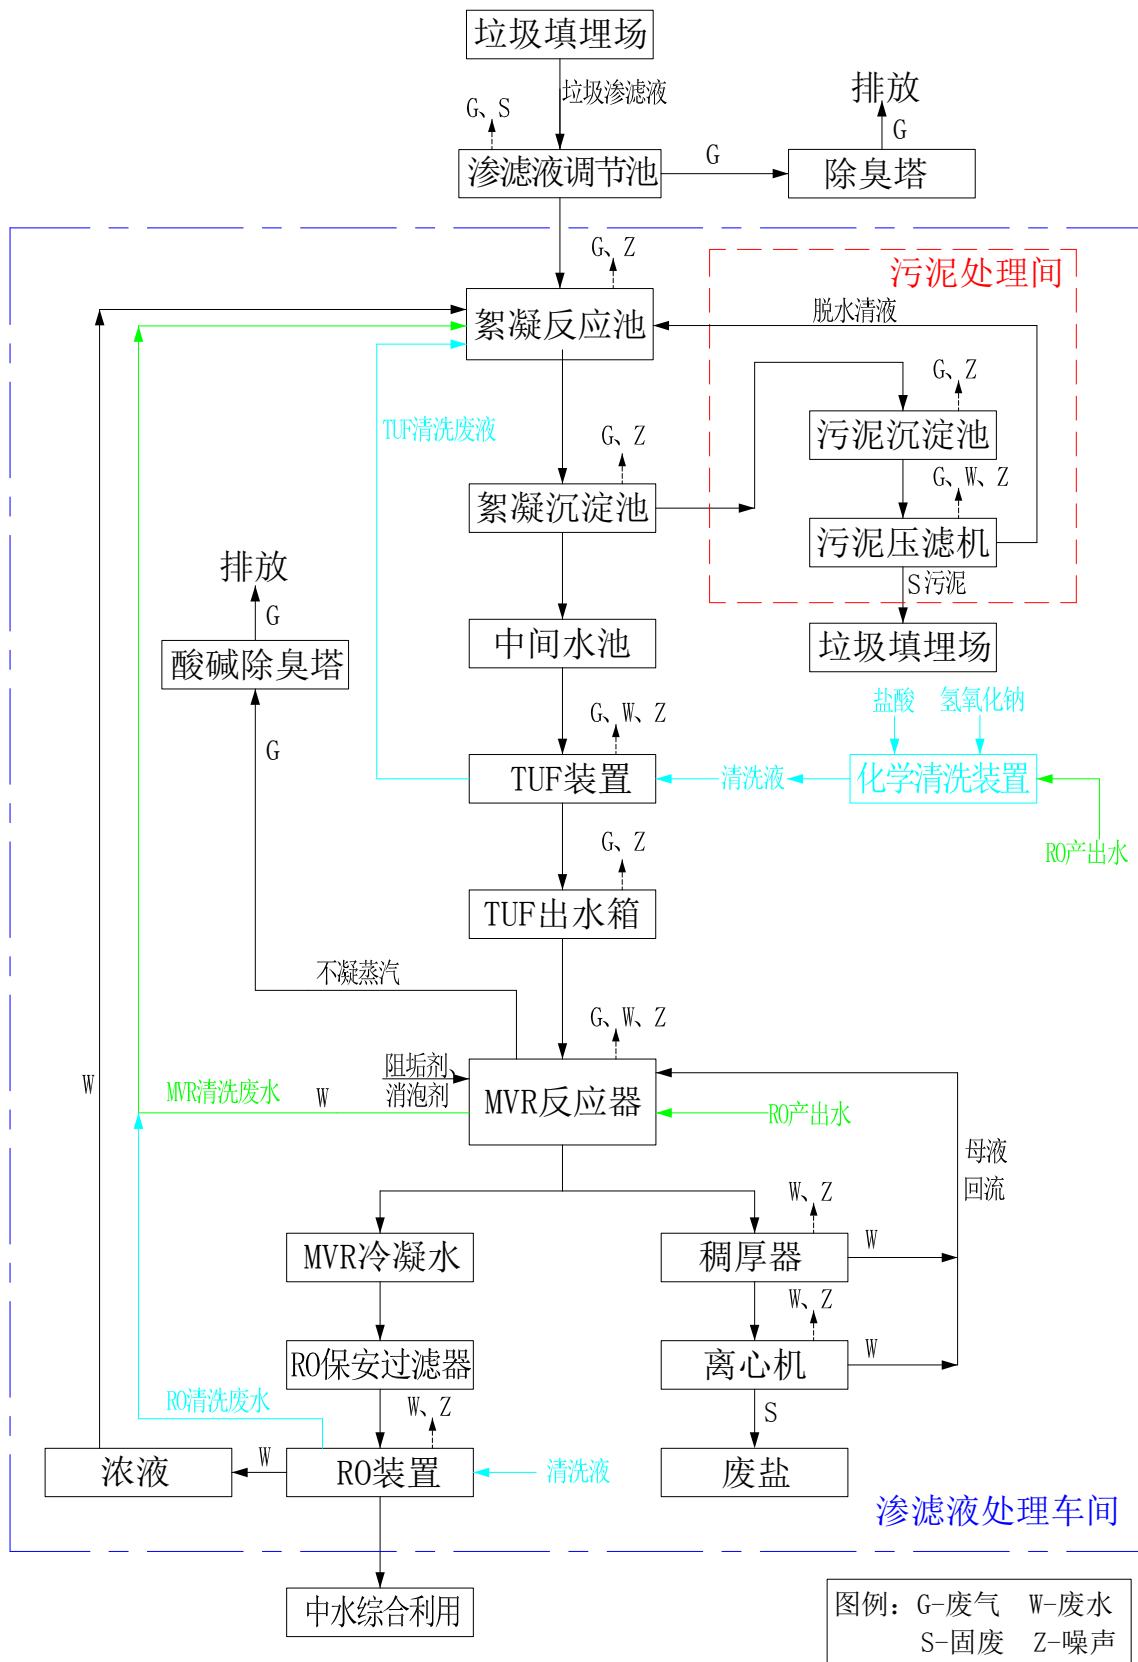 垃圾填埋场
垃圾渗滤液
排放
G、S
G
渗滤液调节池
G
除臭塔
G、Z
污泥处理间
絮凝反应池
脱水清液
G、Z
TUF清洗废液
污泥沉淀池
G、Z
G、W、Z
絮凝沉淀池
污泥压滤机
排放
S污泥
G
中间水池
垃圾填埋场
酸碱除臭塔
盐酸
氢氧化钠
G、W、Z
G
TUF装置
清洗液
化学清洗装置
RO产出水
G、Z
TUF出水箱
不凝蒸汽
G、W、Z
阻垢剂、
消泡剂
W
MVR清洗废水
W
MVR反应器
RO产出水
母液
回流
W、Z
MVR冷凝水
稠厚器
W
W、Z
RO保安过滤器
离心机
W
RO清洗废水
W、Z
S
浓液
W
RO装置
清洗液
废盐
渗滤液处理车间
中水综合利用
图例：G-废气 W-废水
S-固废 Z-噪声